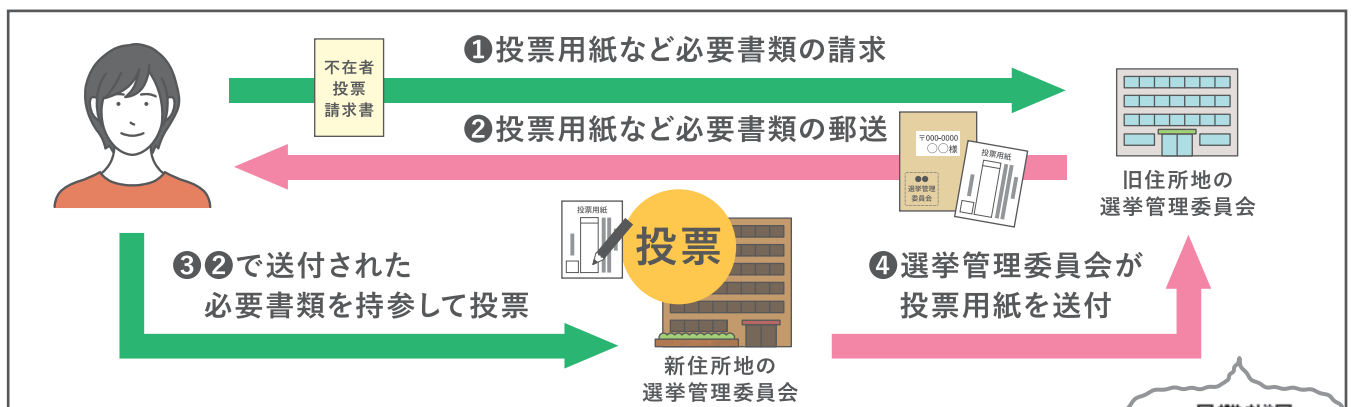 ❶投票用紙など必要書類の請求
不在者
投票
請求書
❷投票用紙など必要書類の郵送
〒000-0000
○○様
●●
選挙管理
委員会
投票用紙
旧住所地の
選挙管理委員会
❸❷で送付された
必要書類を持参して投票
投票用紙
投票
新住所地の
選挙管理委員会
❹選挙管理委員会が
投票用紙を送付